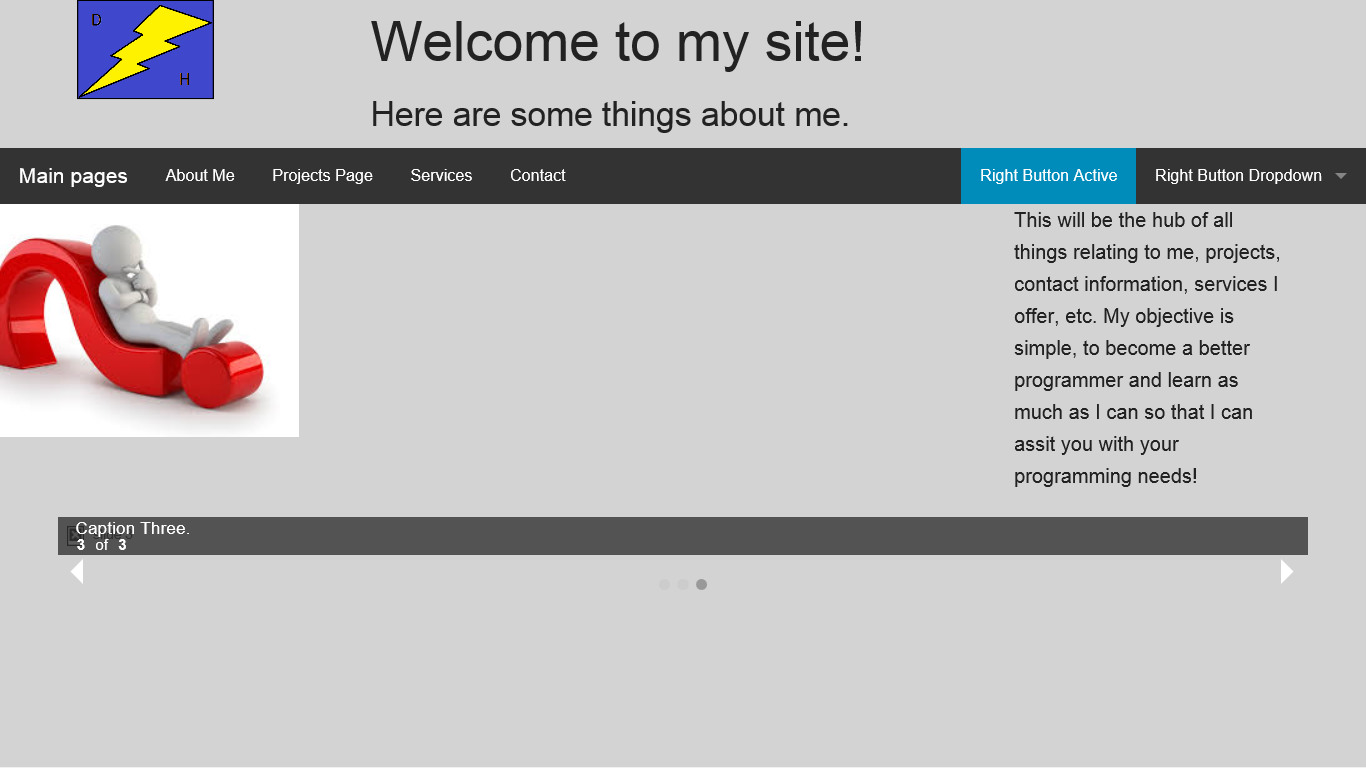 D
H
Welcome to my site!
Here are some things about me.
Main pages About Me Projects Page Services Contact Right Button Active Right Button Dropdown
This will be the hub of all
things relating to me, projects,
contact information, services I
offer, etc. My objective is
simple, to become a better
programmer and learn as
much as I can so that I can
assit you with your
programming needs!
Caption Three.
3 of 3